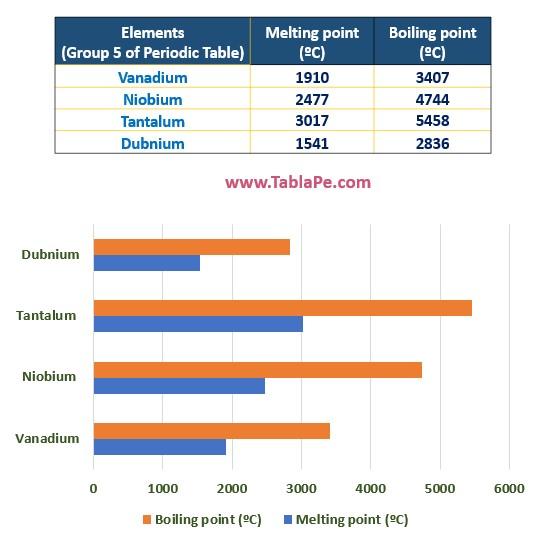 Elements Melting point Boiling point
(Group 5 of Periodic Table) (ºC) (ºC)
Vanadium 1910 3407
Niobium 2477 4744
Tantalum 3017 5458
Dubnium 1541 2836
www.TablaPe.com
Dubnium
Tantalum
Niobium
Vanadium
0 1000 2000 3000 4000 5000 6000
Boiling point (ºC) Melting point (ºC)